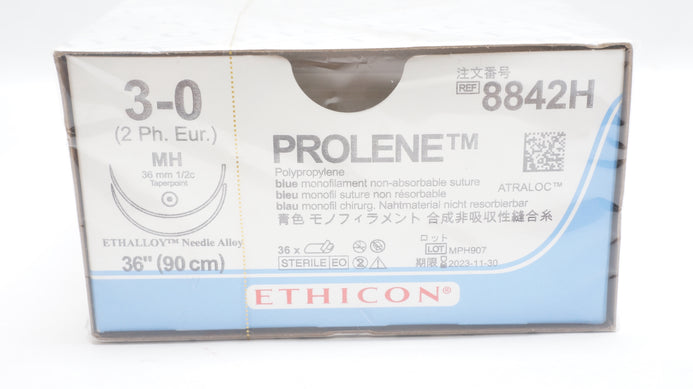 3-0
(2 Ph. Eur.)
MH
36 mm 1/2c
Taperpoint
ETHALLOY™ Needle Alloy
36" (90 cm)
注文番号
REF 8842H
PROLENE™
Polypropylene
blue monofilament non-absorbable suture
bleu monofil suture non résorbable
blau monofil chirurg. Nahtmaterial nicht resorbierbar
青色 モノフィラメント 合成非吸収性縫合糸
ATRALOC™
36 x
STERILE EO
ロット
LOT MPH907
期限 2023-11-30
ETHICON®